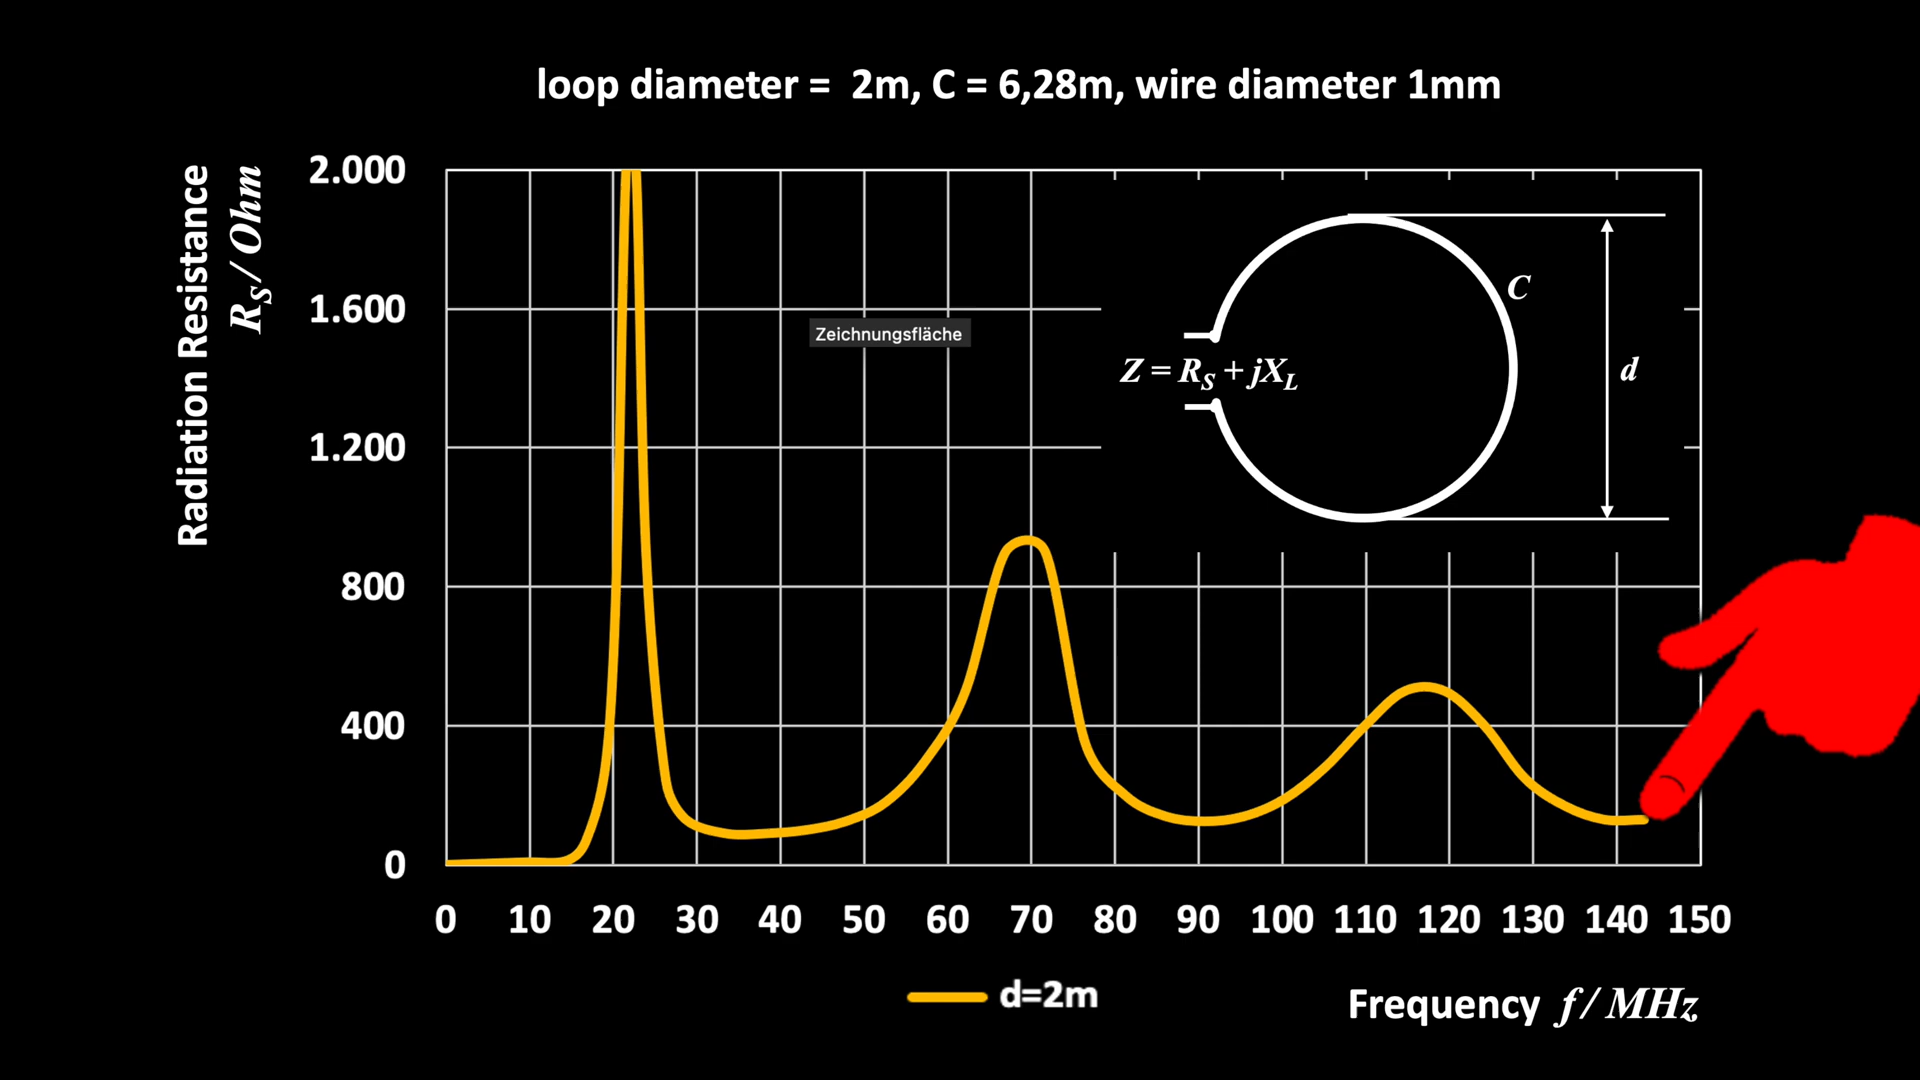 loop diameter =  2m, C = 6,28m, wire diameter 1mm
Radiation Resistance
R_S / Ohm
2.000
1.600
1.200
800
400
0
Zeichnungsfläche
C
Z = R_S + jX_L
d
0 10 20 30 40 50 60 70 80 90 100 110 120 130 140 150
d=2m
Frequency f / MHz